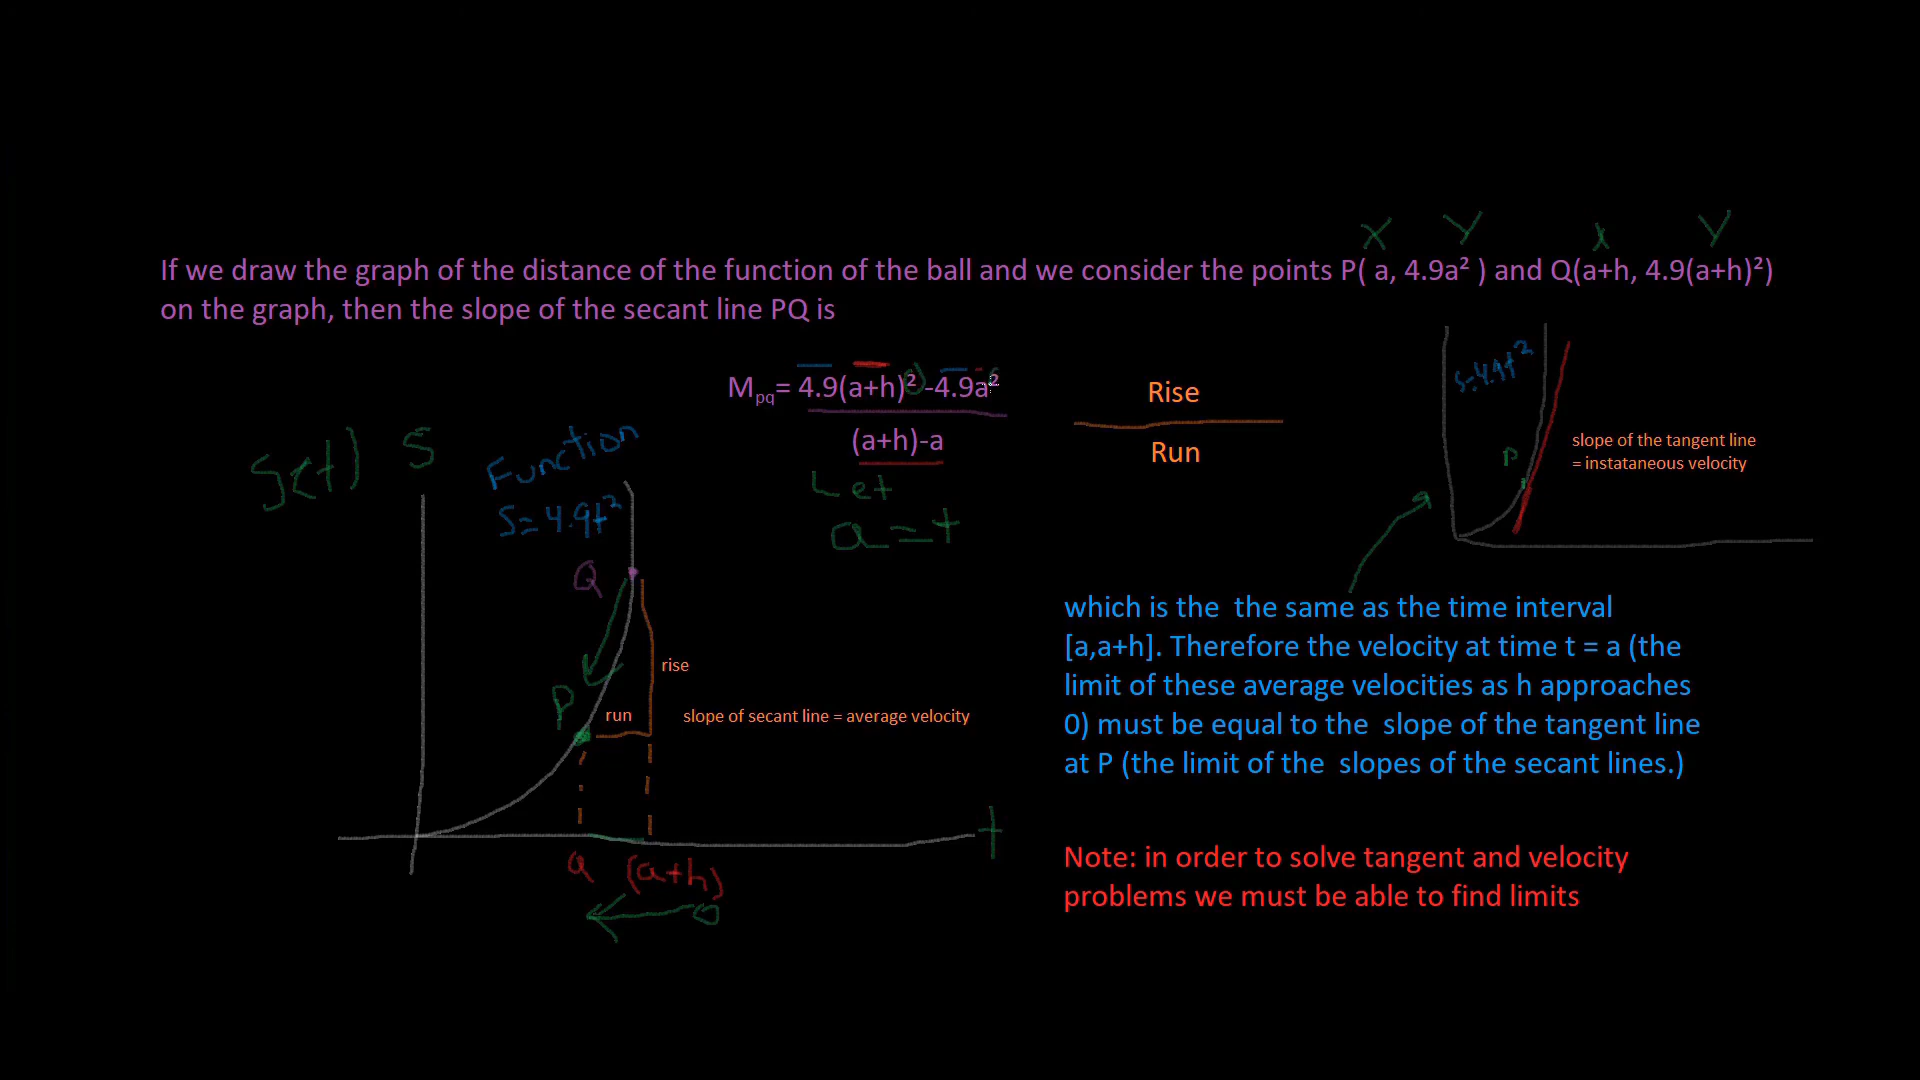 X Y X Y
If we draw the graph of the distance of the function of the ball and we consider the points P( a, 4.9a² ) and Q(a+h, 4.9(a+h)²)
on the graph, then the slope of the secant line PQ is
Mpq= 4.9(a+h)² -4.9a²
(a+h)-a
Rise
Run
Let
a=t
S=4.9t²
P
slope of the tangent line
= instataneous velocity
S(t) S
Function
S=4.9t²
Q
P
rise
run
slope of secant line = average velocity
t
a (a+h)
0
which is the  the same as the time interval
[a,a+h]. Therefore the velocity at time t = a (the
limit of these average velocities as h approaches
0) must be equal to the  slope of the tangent line
at P (the limit of the  slopes of the secant lines.)
Note: in order to solve tangent and velocity
problems we must be able to find limits